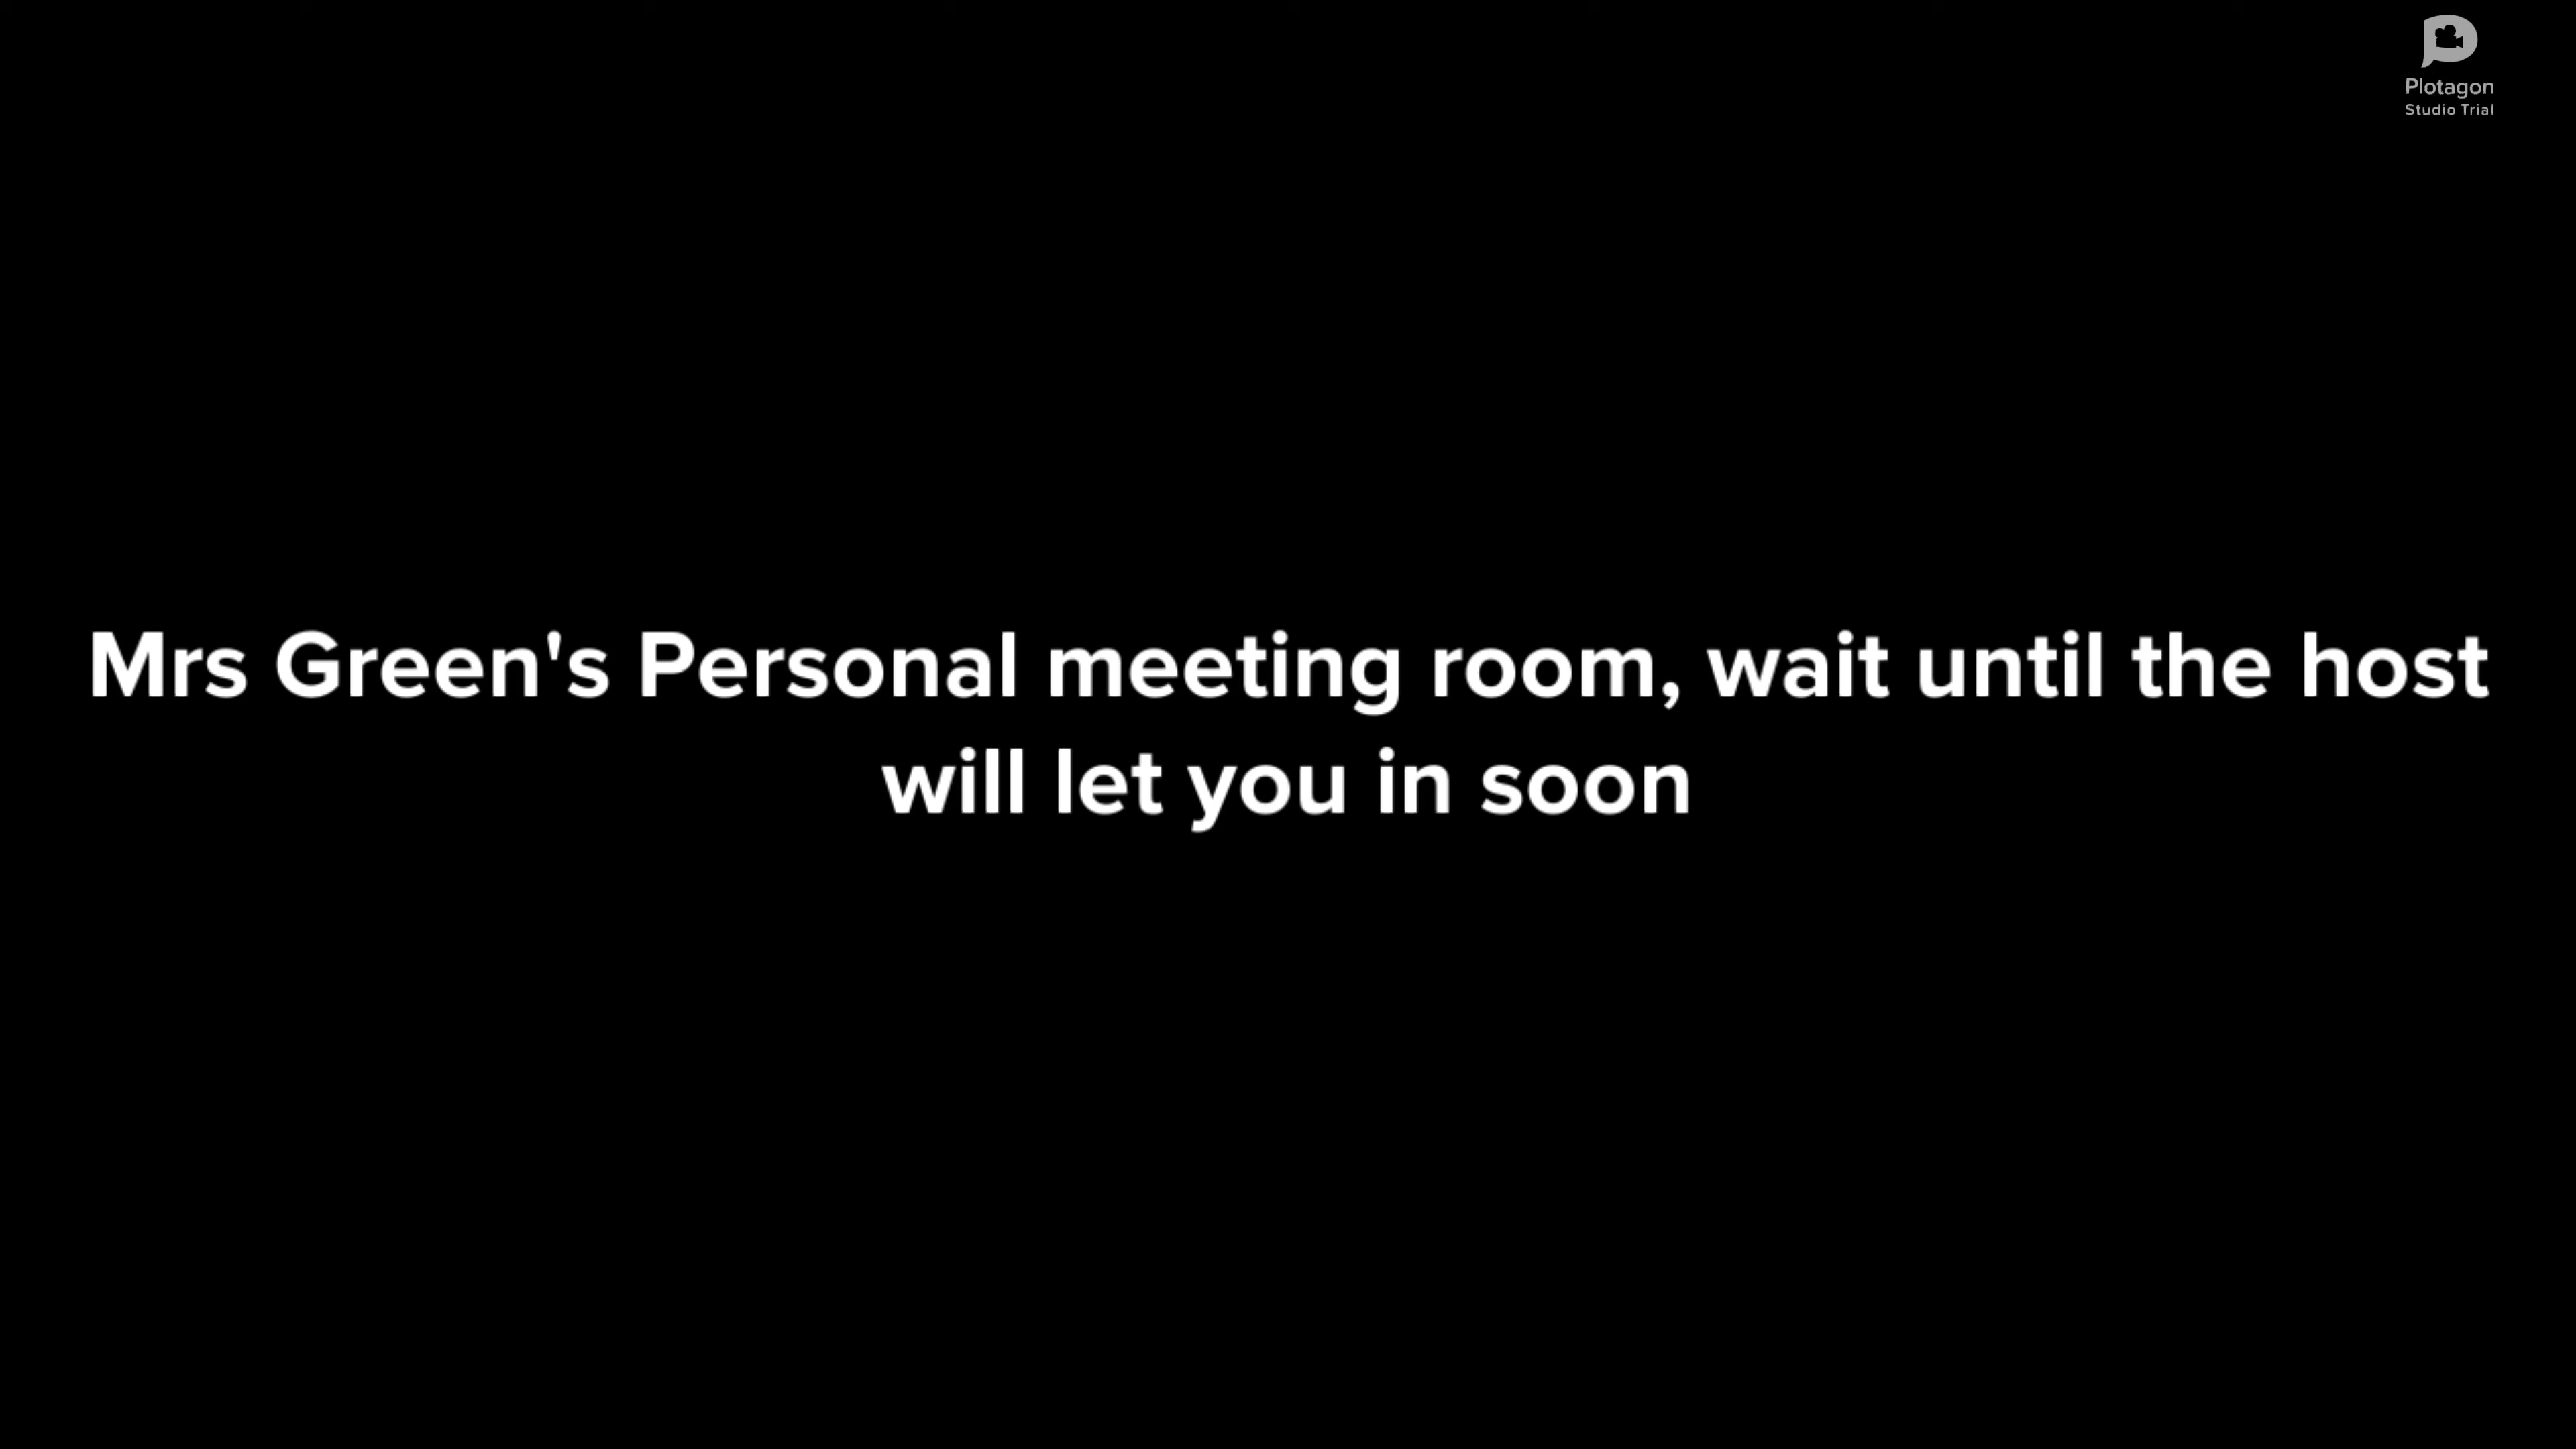 Plotagon
Studio Trial
Mrs Green's Personal meeting room, wait until the host
will let you in soon